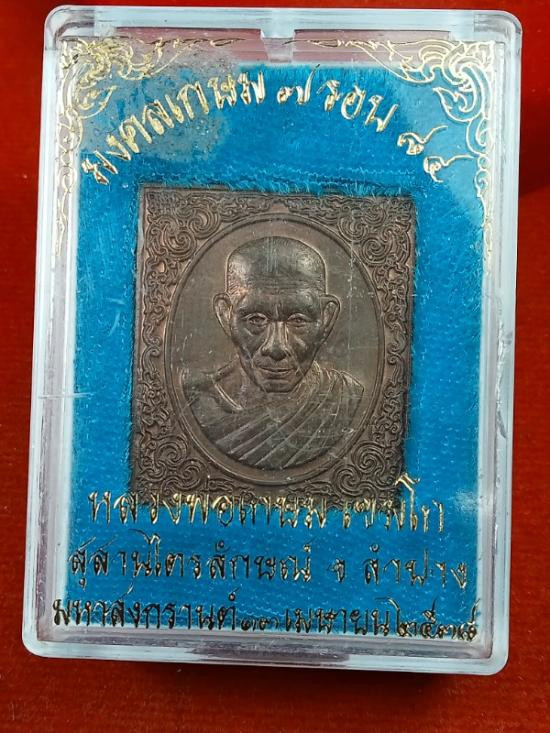 มงคลเกษม ๗ รอบ ๘๔
หลวงพ่อเกษม เขมโก
สุสานไตรลักษณ์ จ ลำปาง
มหาสงกรานต์ ๑๓ เมษายน ๒๕๓๘